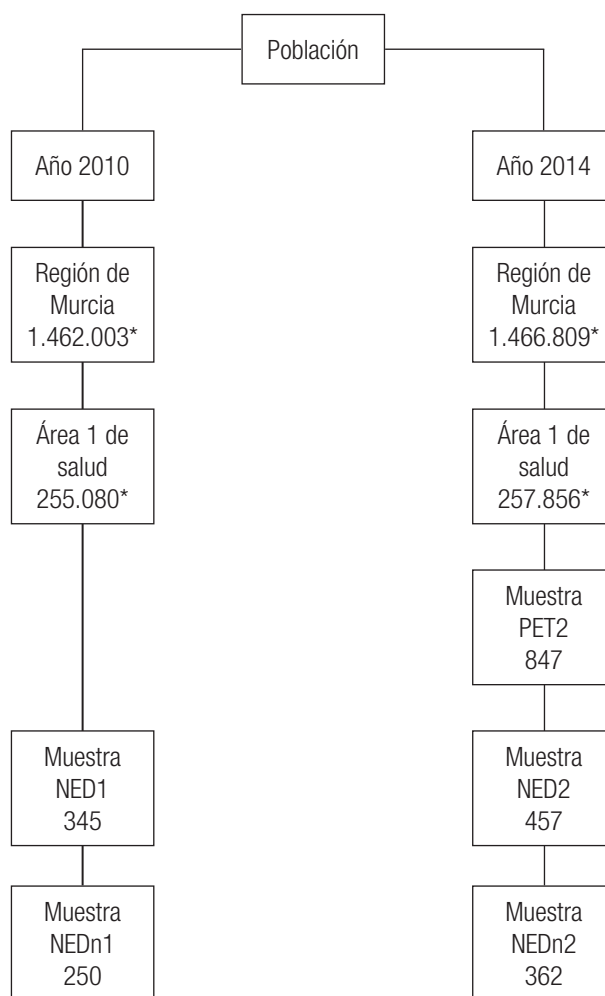 Población
Año 2010
Región de
Murcia
1.462.003*
Área 1 de
salud
255.080*
Muestra
NED1
345
Muestra
NEDn1
250
Año 2014
Región de
Murcia
1.466.809*
Área 1 de
salud
257.856*
Muestra
PET2
847
Muestra
NED2
457
Muestra
NEDn2
362